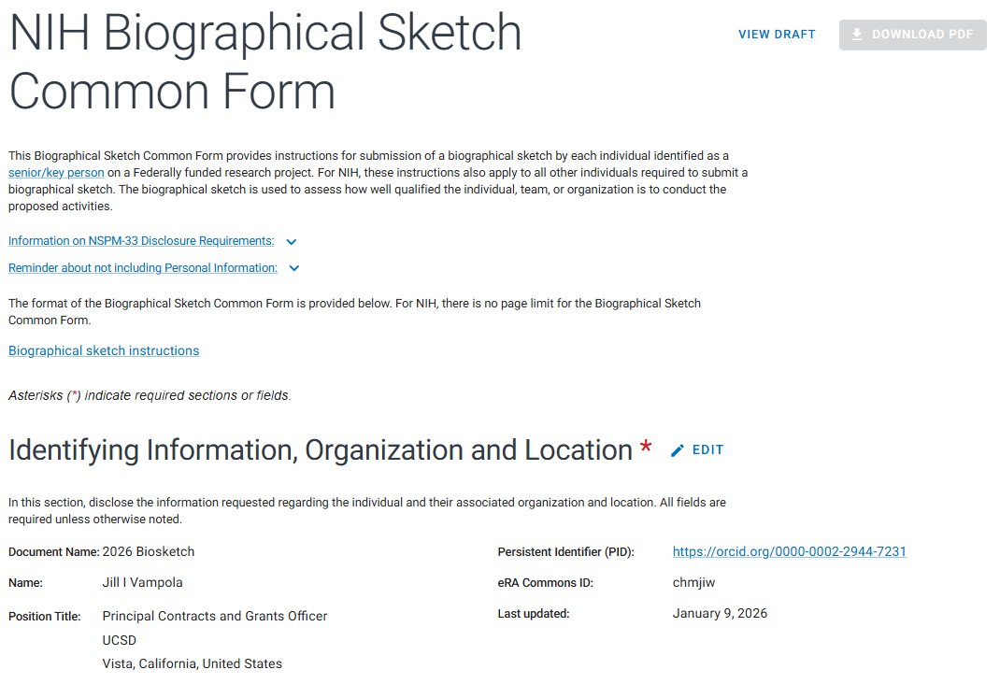 NIH Biographical Sketch
Common Form
VIEW DRAFT
DOWNLOAD PDF
This Biographical Sketch Common Form provides instructions for submission of a biographical sketch by each individual identified as a
senior/key person on a Federally funded research project. For NIH, these instructions also apply to all other individuals required to submit a
biographical sketch. The biographical sketch is used to assess how well qualified the individual, team, or organization is to conduct the
proposed activities.
Information on NSPM-33 Disclosure Requirements:
Reminder about not including Personal Information:
The format of the Biographical Sketch Common Form is provided below. For NIH, there is no page limit for the Biographical Sketch
Common Form.
Biographical sketch instructions
Asterisks (*) indicate required sections or fields.
Identifying Information, Organization and Location * EDIT
In this section, disclose the information requested regarding the individual and their associated organization and location. All fields are
required unless otherwise noted.
Document Name: 2026 Biosketch
Name: Jill I Vampola
Position Title: Principal Contracts and Grants Officer
UCSD
Vista, California, United States
Persistent Identifier (PID): https://orcid.org/0000-0002-2944-7231
eRA Commons ID: chmjiw
Last updated: January 9, 2026